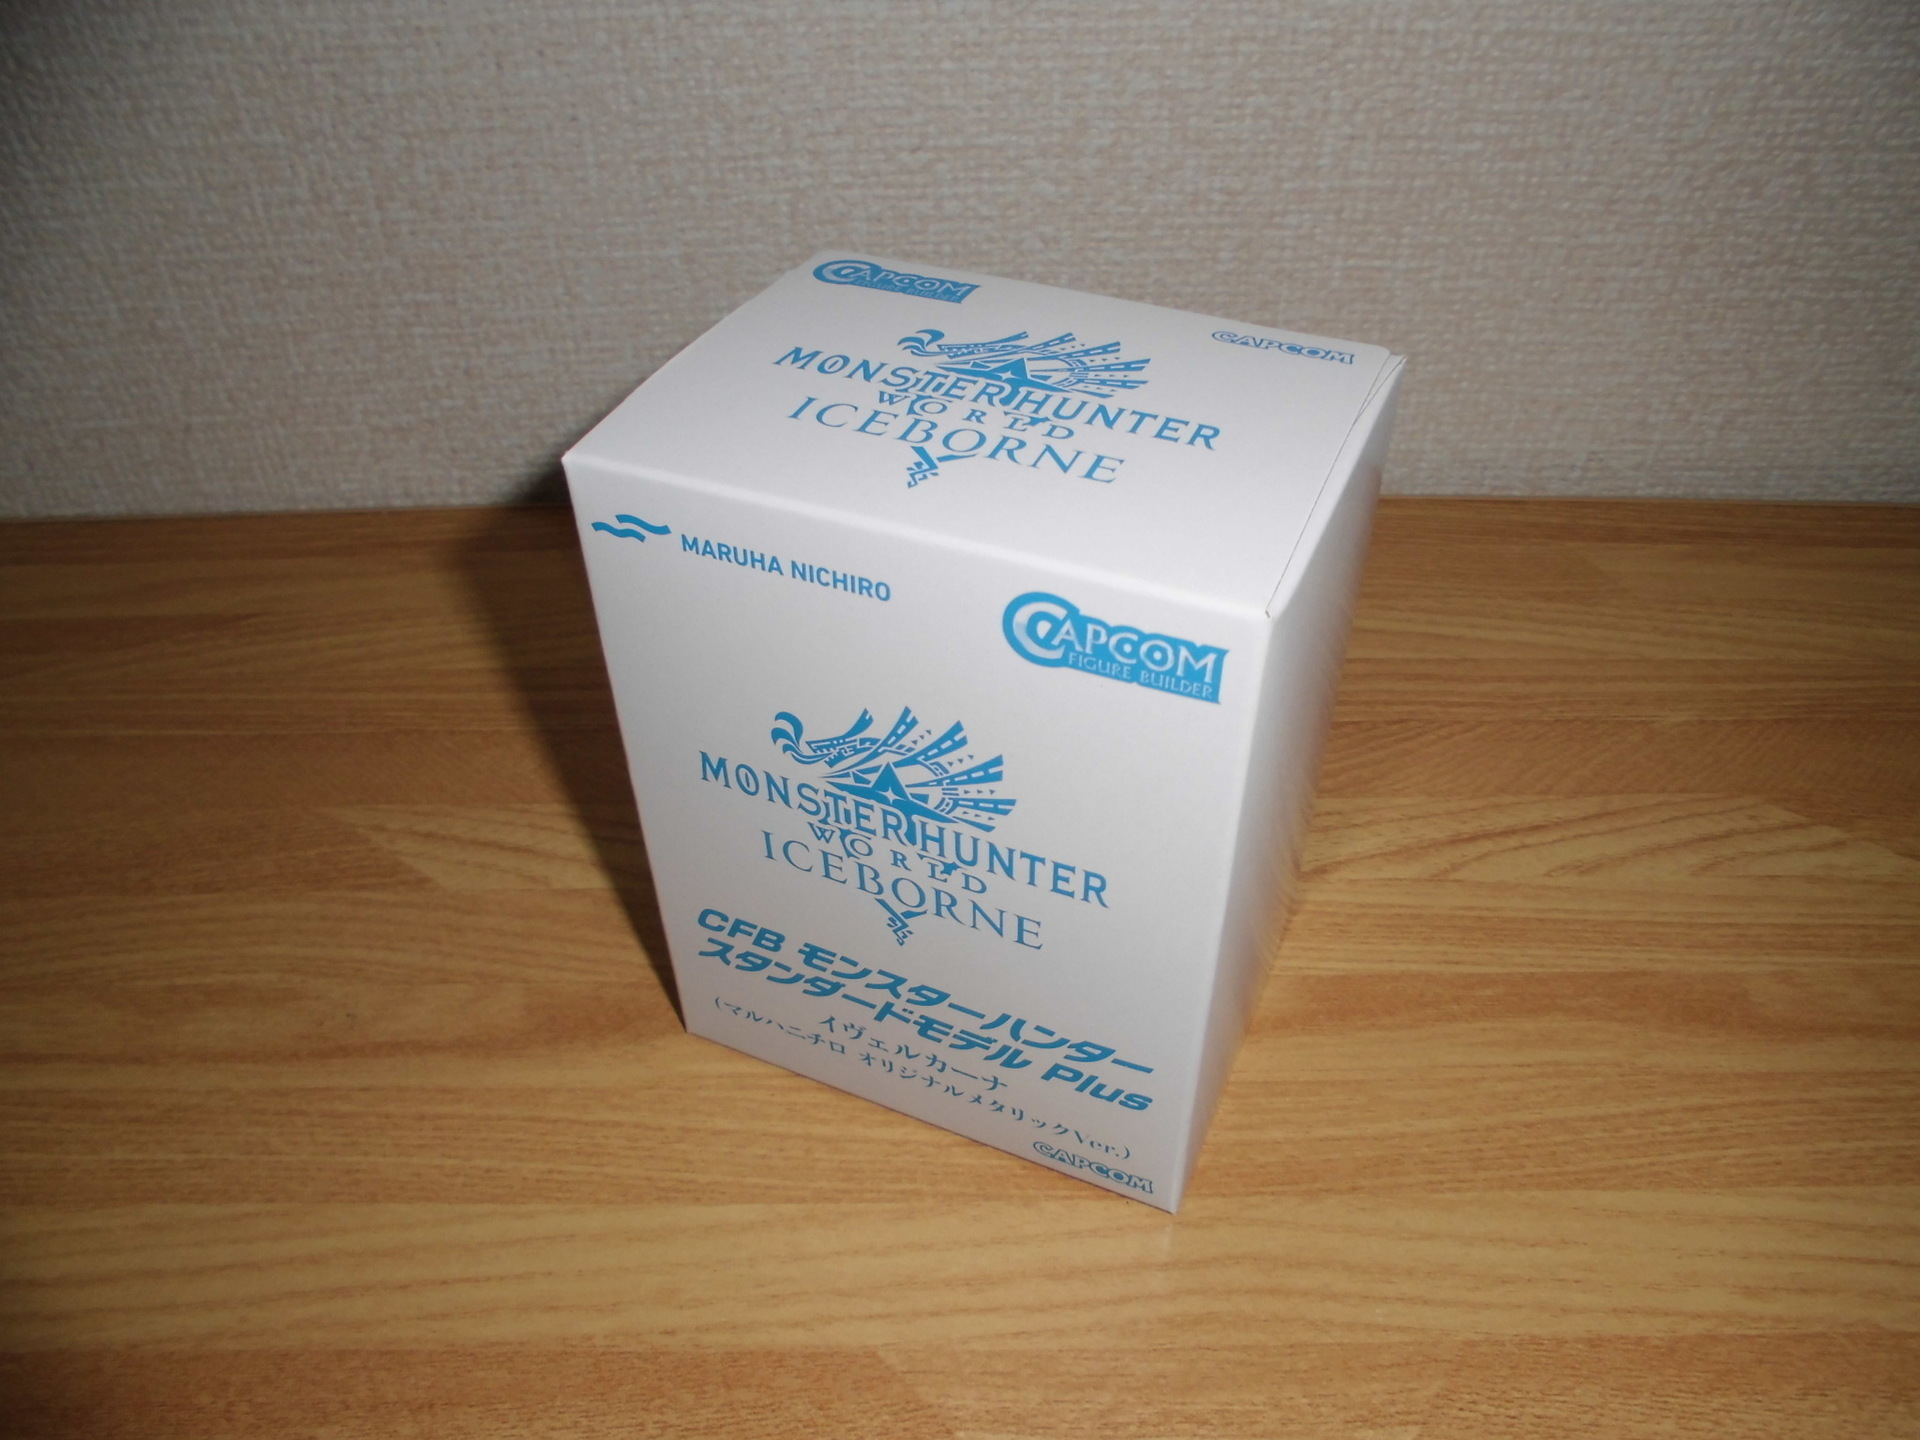 CAPCOM
FIGURE BUILDER
CAPCOM
MONSTER HUNTER
WORLD
ICEBORNE
MARUHA NICHIRO
CAPCOM
FIGURE BUILDER
MONSTER HUNTER
WORLD
ICEBORNE
CFB モンスターハンター
スタンダードモデル Plus
イヴェルカーナ
(マルハニチロ オリジナルメタリックVer.)
CAPCOM